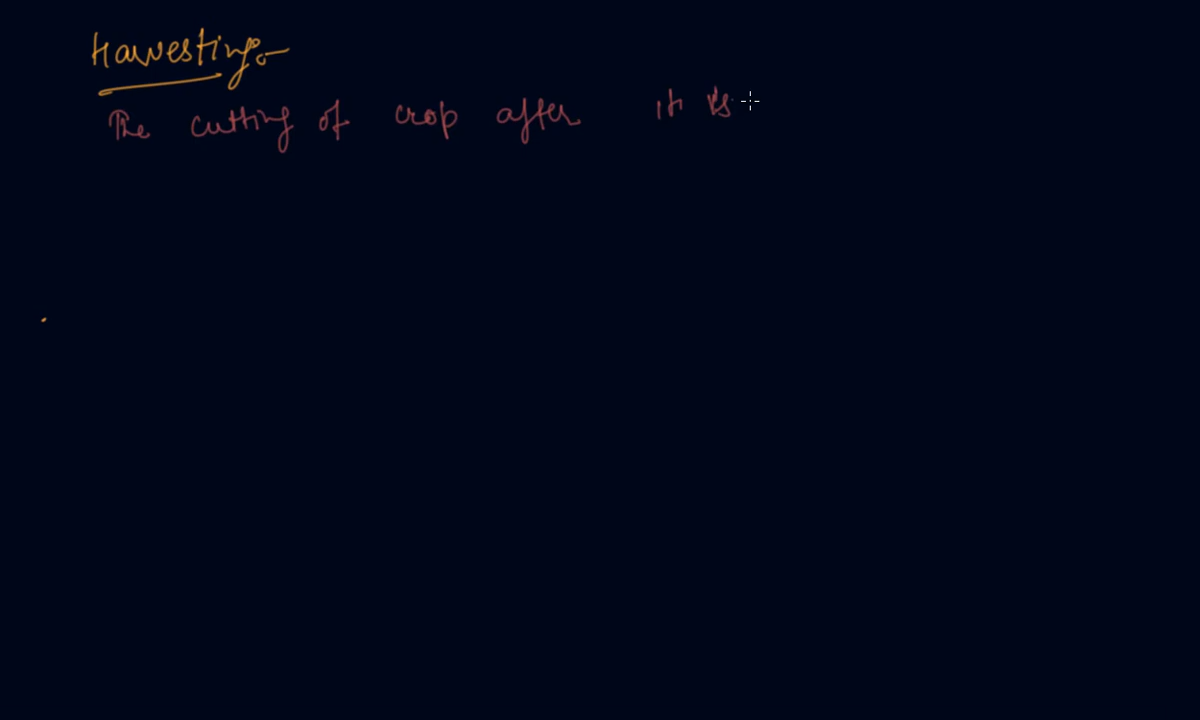 Harvesting:-
The cutting of crop after it is